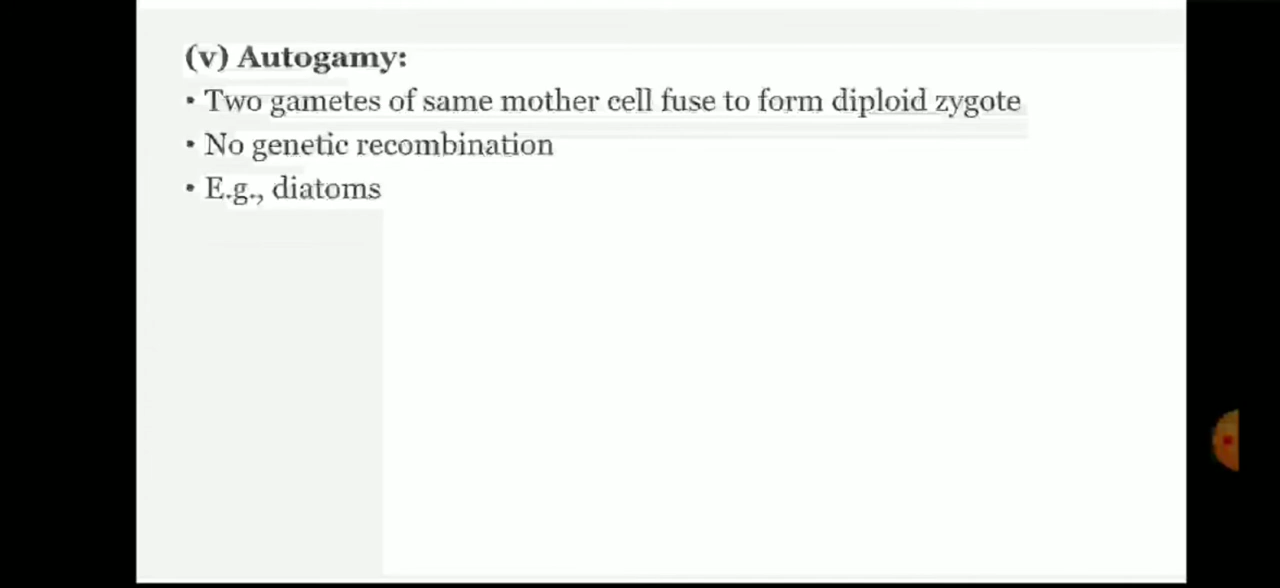 (v) Autogamy:
• Two gametes of same mother cell fuse to form diploid zygote
• No genetic recombination
• E.g., diatoms